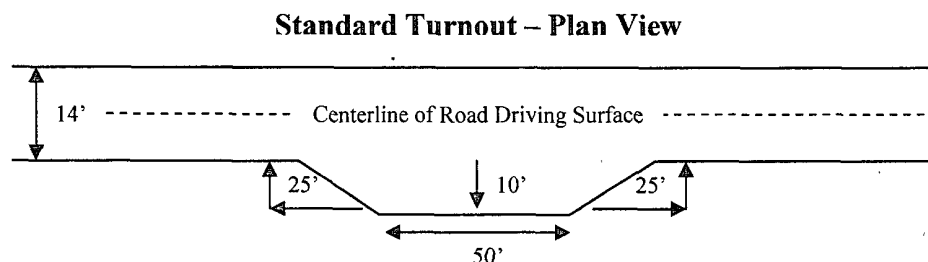 Standard Turnout – Plan View
14’
Centerline of Road Driving Surface
25’
10’
25’
50’